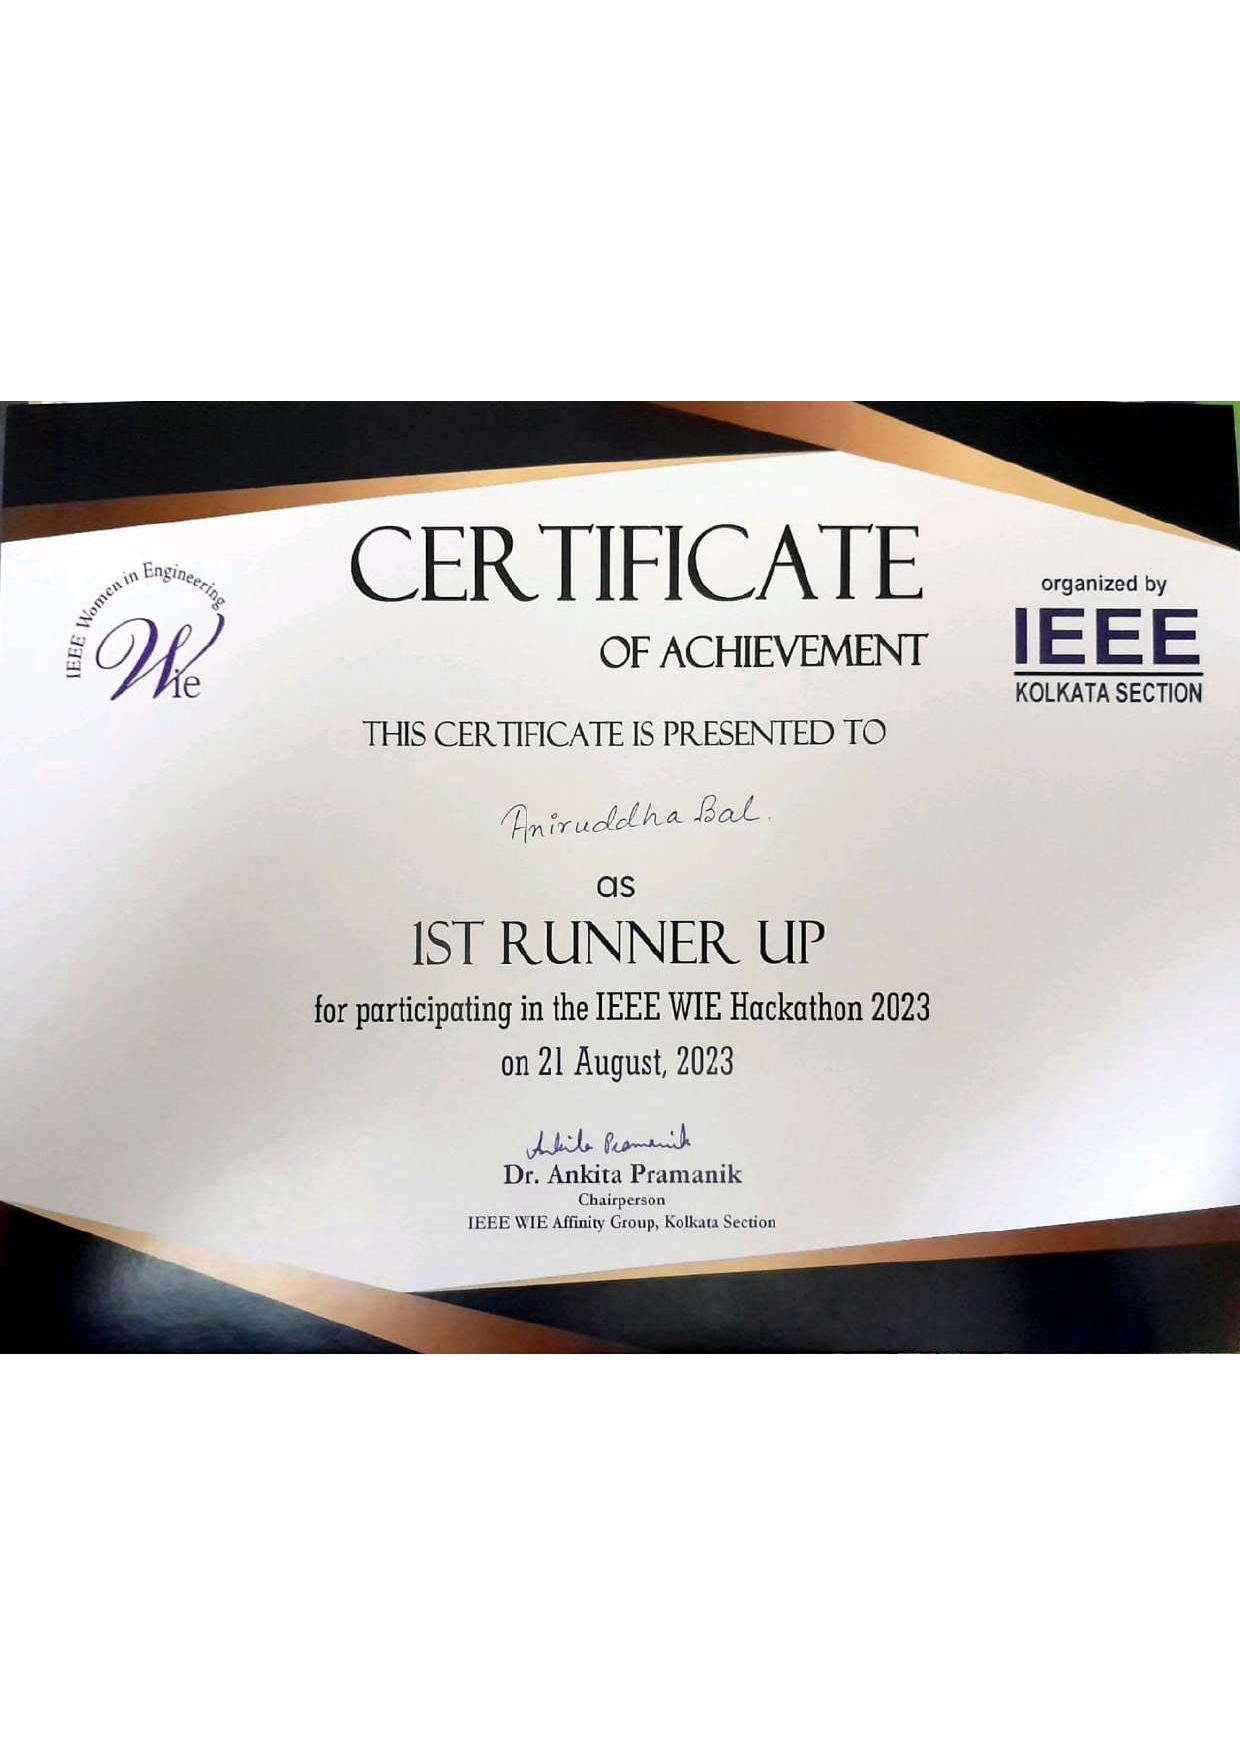 IEEE Women in Engineering
Wie
organized by
IEEE
KOLKATA SECTION
CERTIFICATE
OF ACHIEVEMENT
THIS CERTIFICATE IS PRESENTED TO
Aniruddha Bal.
as
1ST RUNNER UP
for participating in the IEEE WIE Hackathon 2023
on 21 August, 2023
Ankita Pramanik
Dr. Ankita Pramanik
Chairperson
IEEE WIE Affinity Group, Kolkata Section